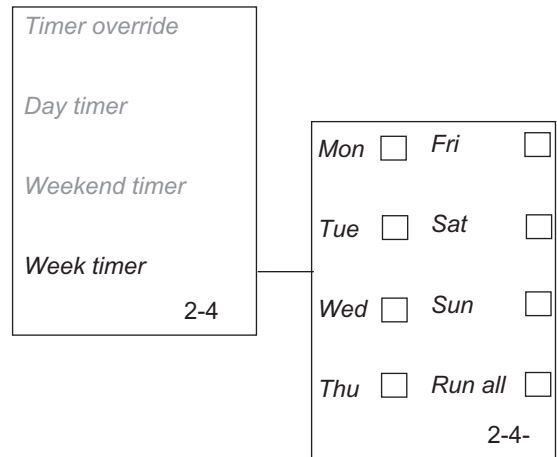 Timer override
Day timer
Weekend timer
Week timer
2-4
Mon Fri
Tue Sat
Wed Sun
Thu Run all
2-4-